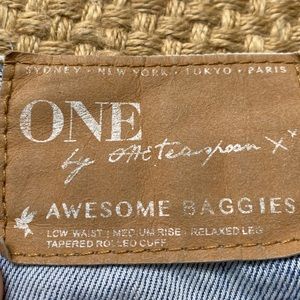 SYDNEY · NEW YORK · TOKYO · PARIS
ONE
by oneteaspoon X
AWESOME BAGGIES
LOW WAIST | MEDIUM RISE | RELAXED LEG
TAPERED ROLLED CUFF